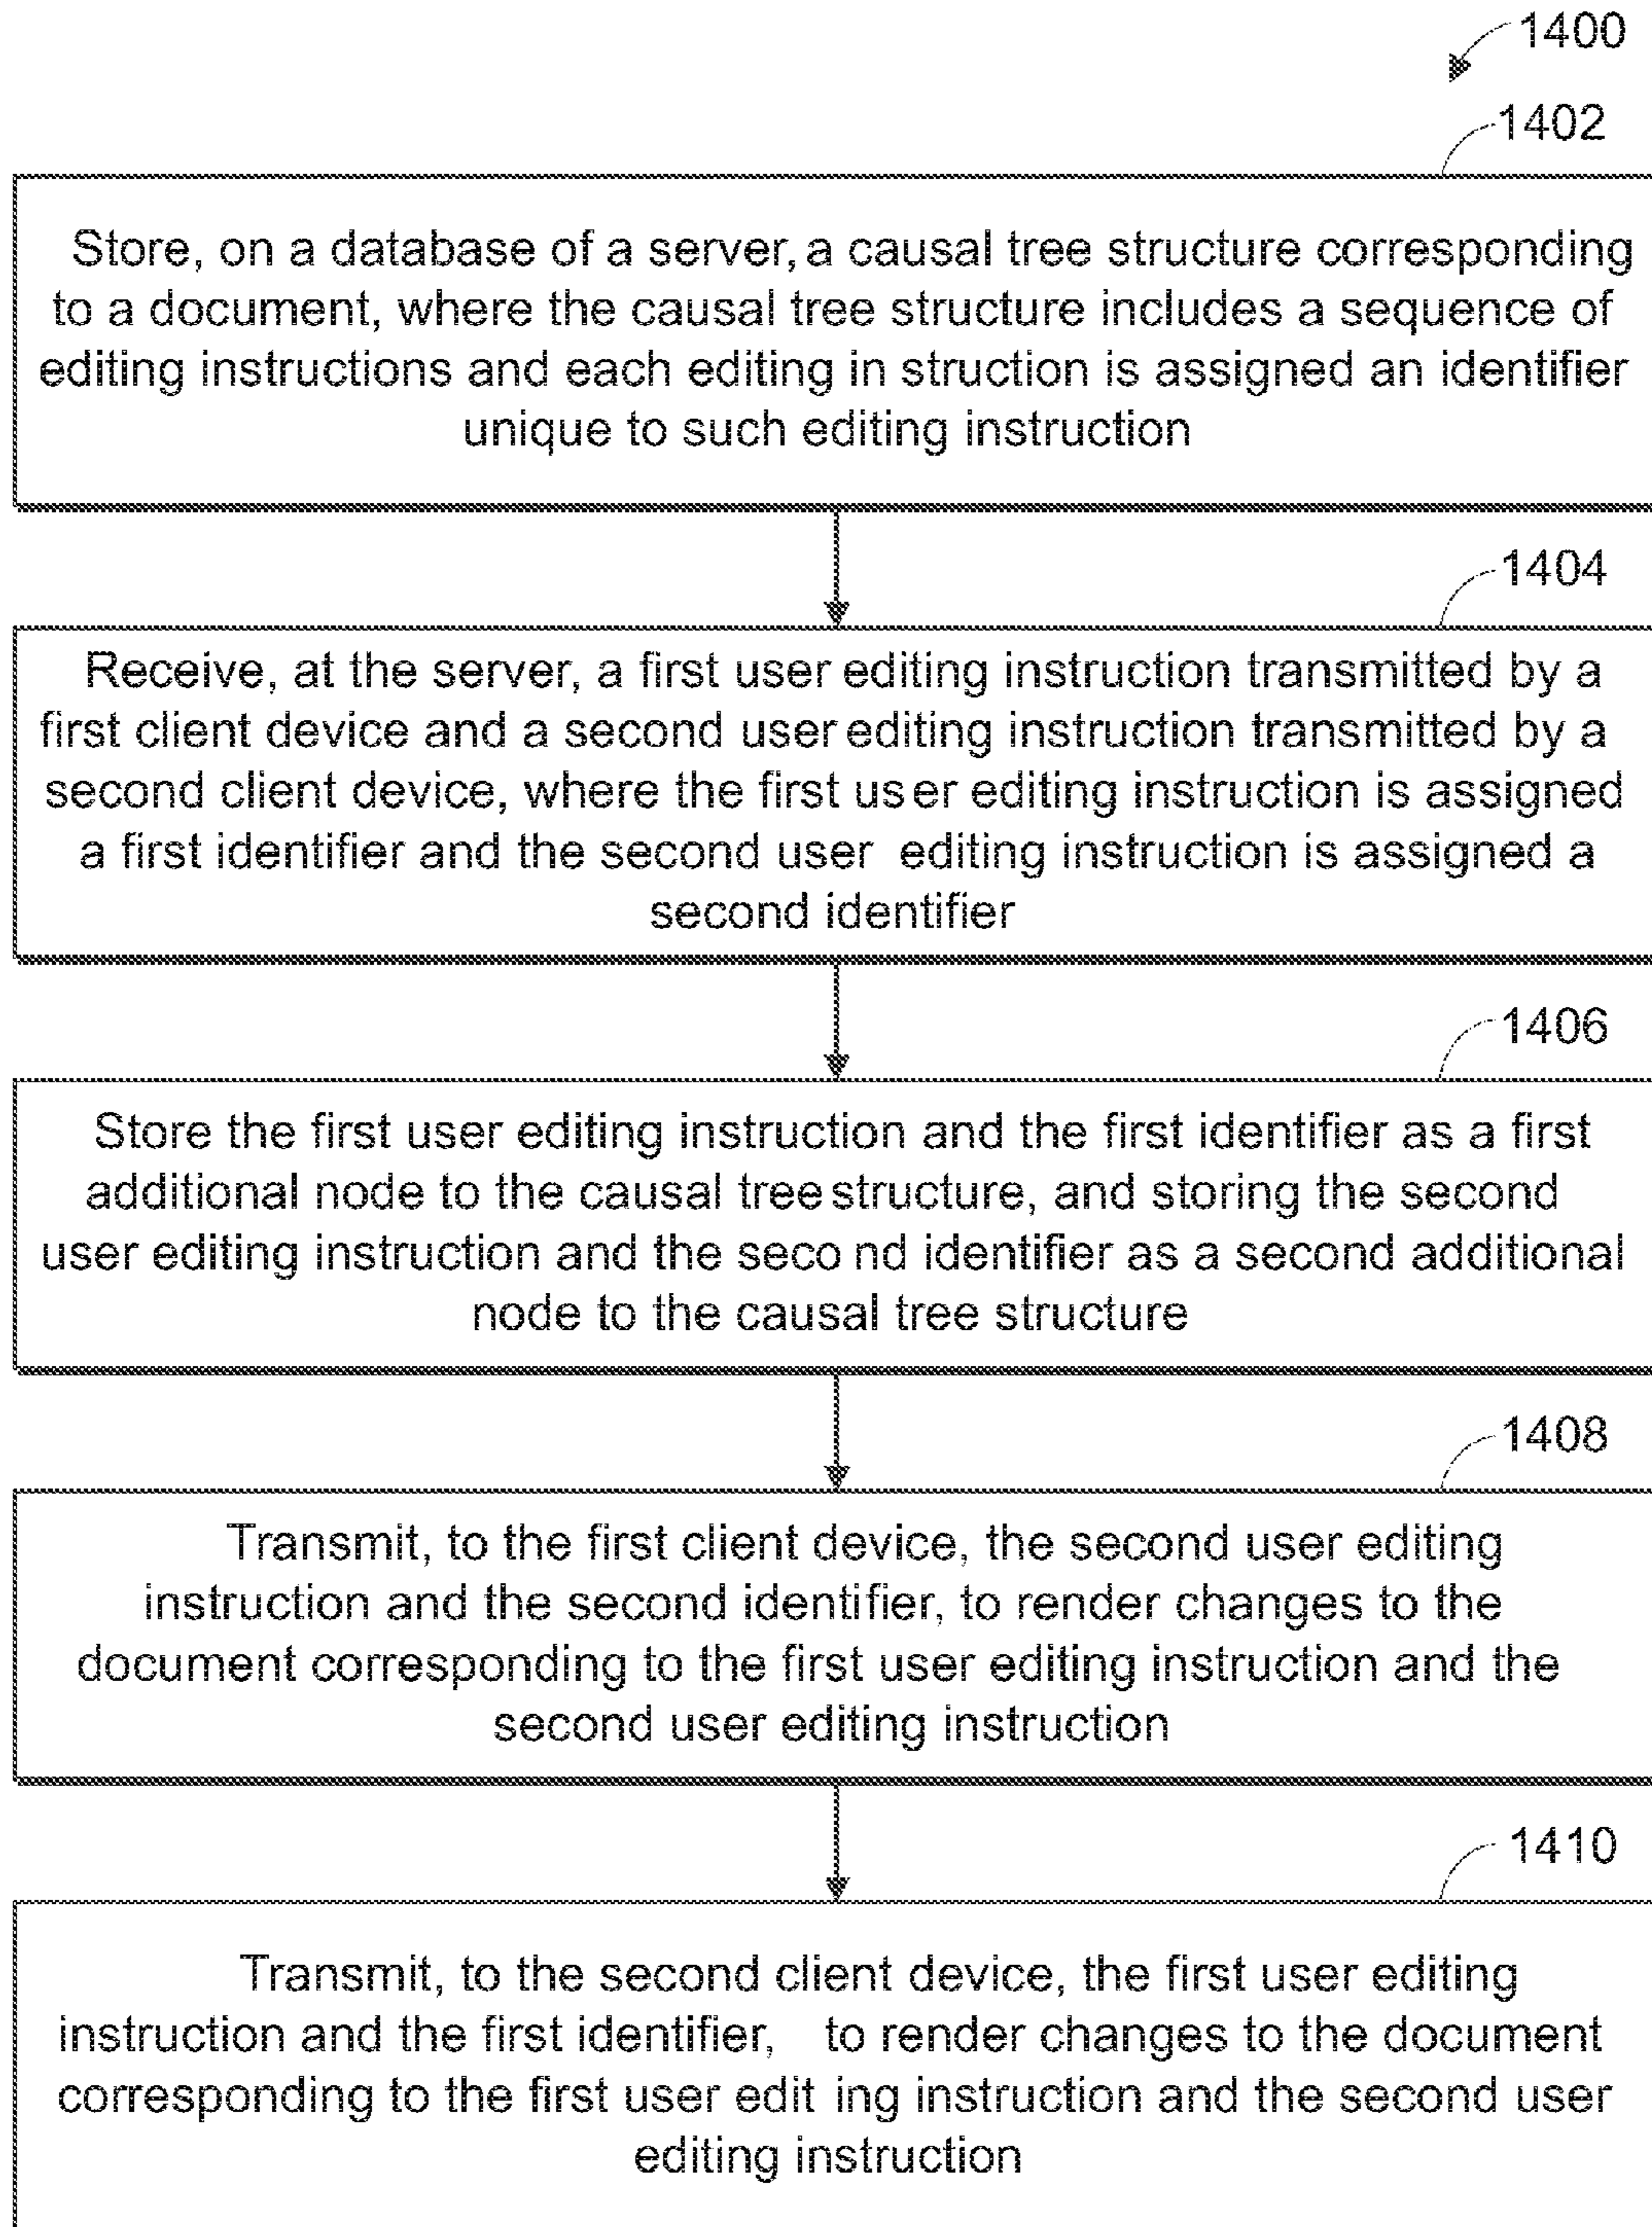 1400
1402
Store, on a database of a server, a causal tree structure corresponding
to a document, where the causal tree structure includes a sequence of
editing instructions and each editing in struction is assigned an identifier
unique to such editing instruction
1404
Receive, at the server, a first user editing instruction transmitted by a
first client device and a second user editing instruction transmitted by a
second client device, where the first user editing instruction is assigned
a first identifier and the second user editing instruction is assigned a
second identifier
1406
Store the first user editing instruction and the first identifier as a first
additional node to the causal tree structure, and storing the second
user editing instruction and the seco nd identifier as a second additional
node to the causal tree structure
1408
Transmit, to the first client device, the second user editing
instruction and the second identifier, to render changes to the
document corresponding to the first user editing instruction and the
second user editing instruction
1410
Transmit, to the second client device, the first user editing
instruction and the first identifier, to render changes to the document
corresponding to the first user edit ing instruction and the second user
editing instruction